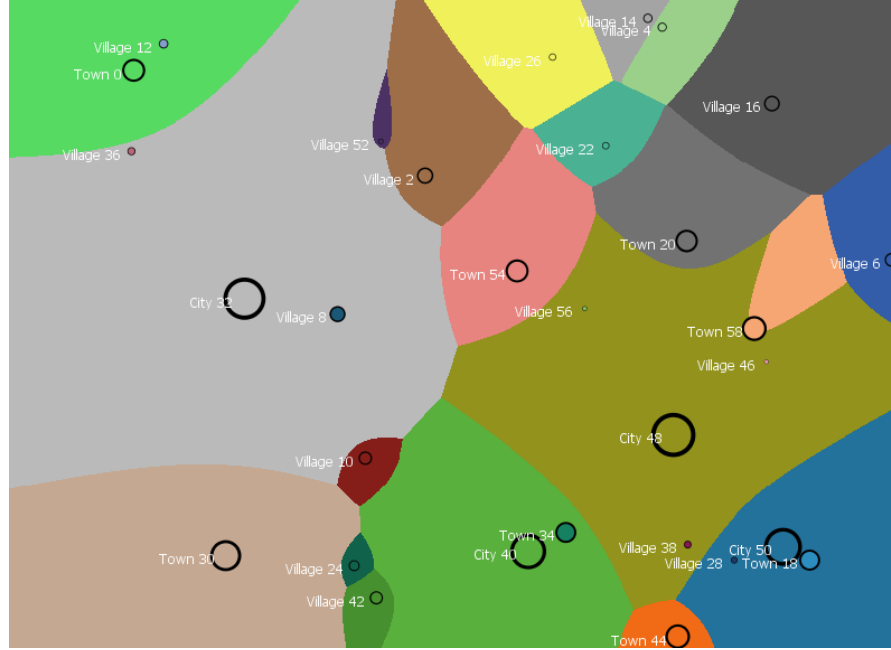 Village 14
Village 4
Village 12
Village 26
Town 0
Village 16
Village 52
Village 22
Village 36
Village 2
Town 20
Village 6
Town 54
City 32
Village 56
Village 8
Town 58
Village 46
City 48
Village 10
Town 34
Village 38
City 50
City 40
Town 30
Village 28
Town 18
Village 24
Village 42
Town 44